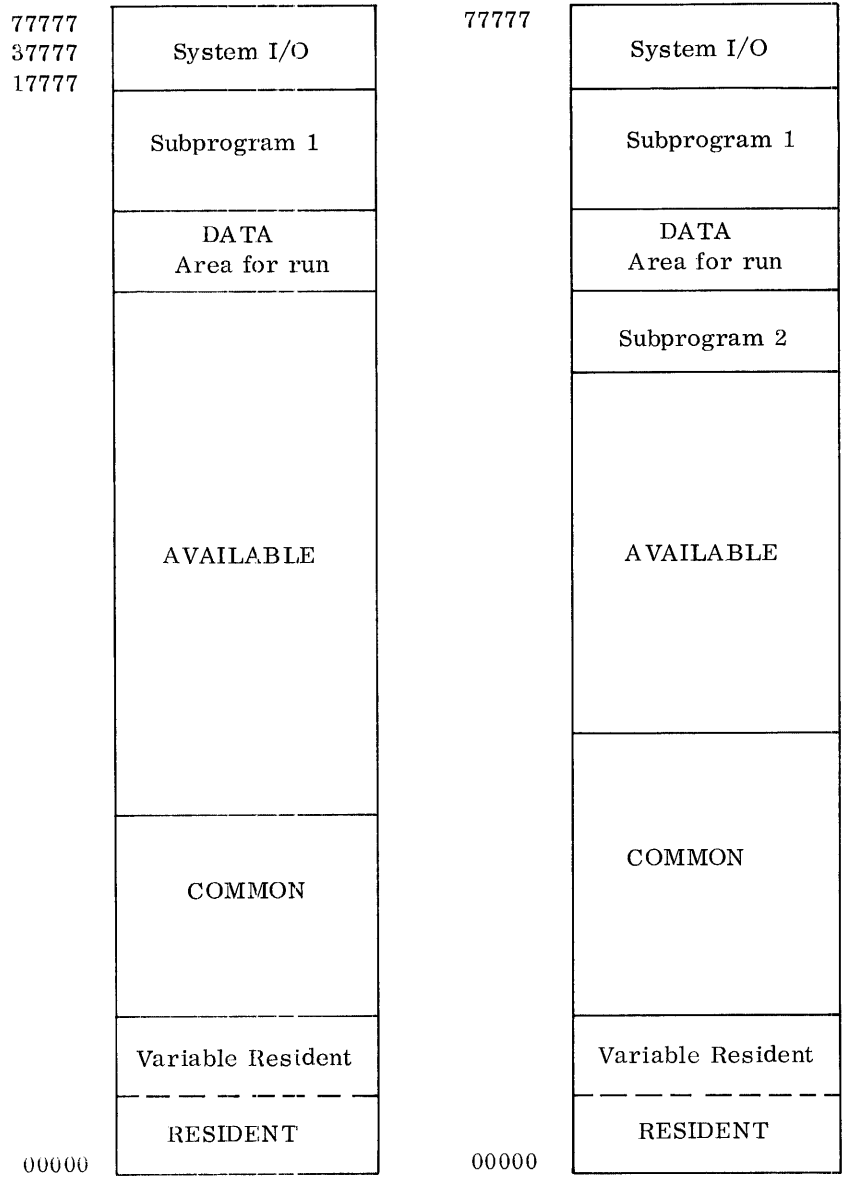 77777
37777
17777
System I/O
Subprogram 1
DATA
Area for run
AVAILABLE
COMMON
Variable Resident
RESIDENT
00000
77777
System I/O
Subprogram 1
DATA
Area for run
Subprogram 2
AVAILABLE
COMMON
Variable Resident
RESIDENT
00000